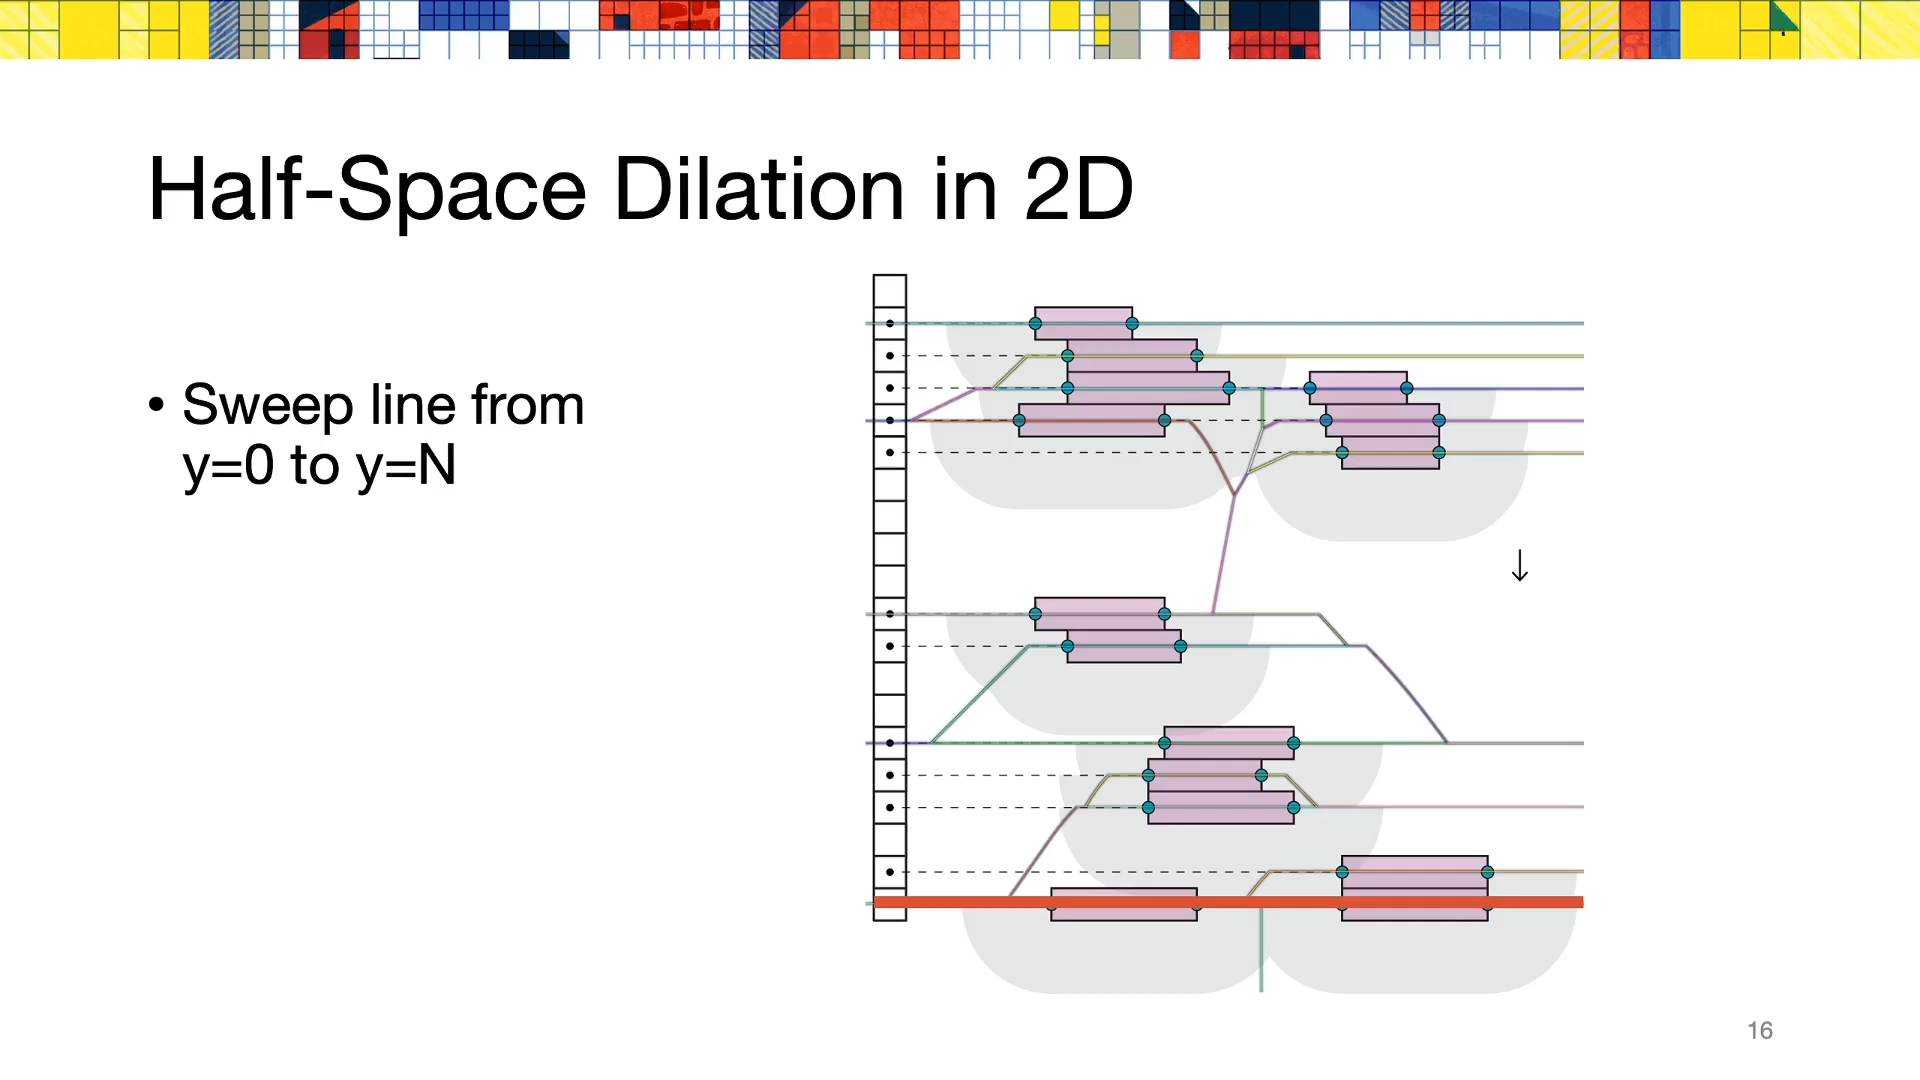 Half-Space Dilation in 2D
• Sweep line from
y=0 to y=N
16